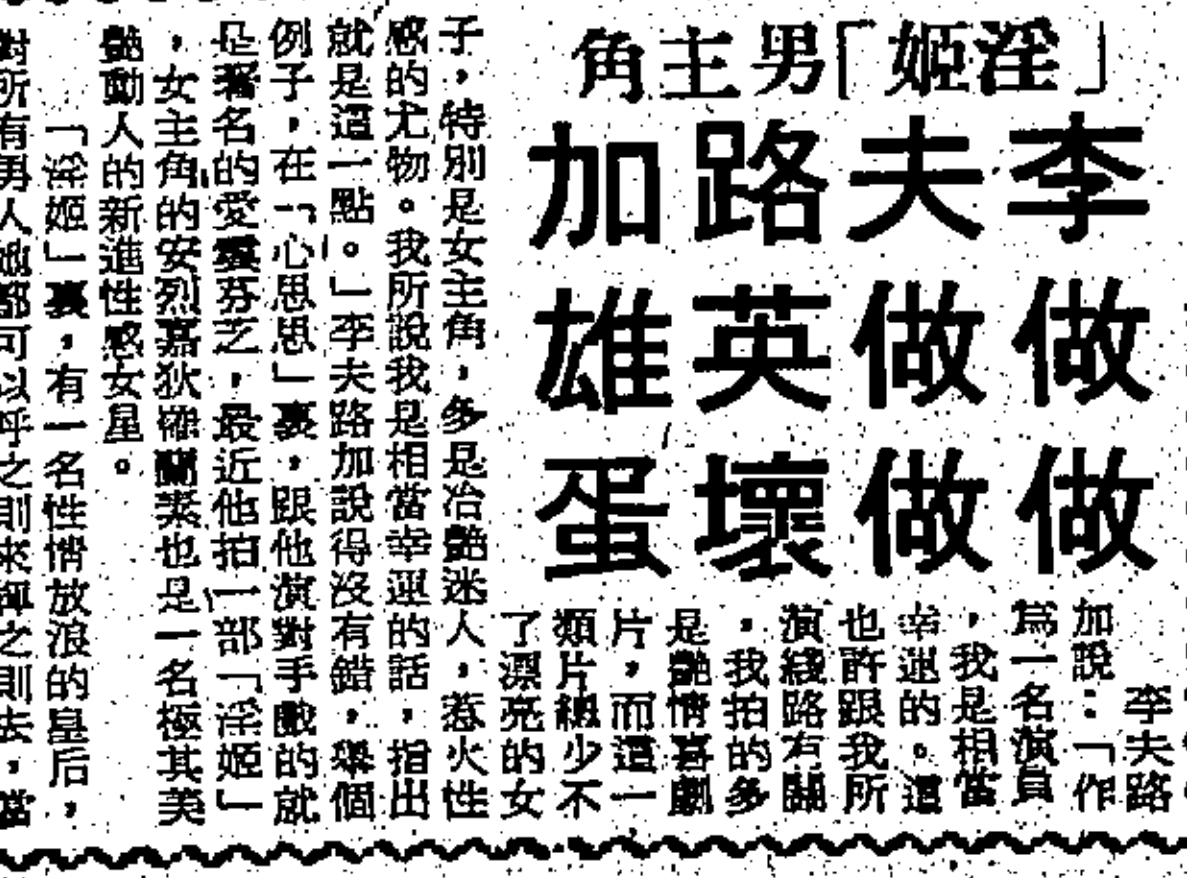 「淫姬」男主角
李夫路加
做做英雄
做做壞蛋
李夫路
加說：「作
為一名演員
，我是相當
幸運的。這
也許跟我所
演綫路有關
，我拍的多
是艷情喜劇
片，而這一
類片總少不
了漂亮的女
子，特別是女主角，多是冶艷迷人，惹火性
感的尤物。我所說我是相當幸運的話，指出
就是這一點。」李夫路加說得沒有錯，舉個
例子，在「心思思」裏，跟他演對手戲的就
是著名的愛靈芬芝，最近他拍一部「淫姬」
，女主角的安烈嘉狄維蘭素也是一名極其美
艷動人的新進性感女星。
「淫姬」裏，有一名性情放浪的皇后，
對所有男人她都可以呼之則來揮之則去，當